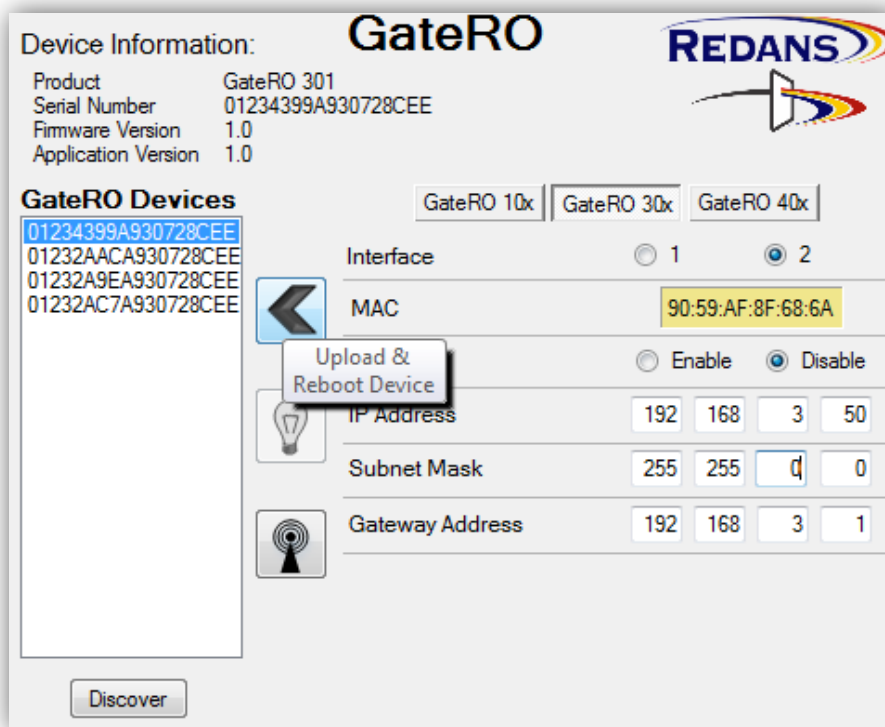 GateRO
REDANS
Device Information:
Product GateRO 301
Serial Number 01234399A930728CEE
Firmware Version 1.0
Application Version 1.0
GateRO Devices
01234399A930728CEE
01232AACA930728CEE
01232A9EA930728CEE
01232AC7A930728CEE
GateRO 10x GateRO 30x GateRO 40x
Interface 1 2
MAC 90:59:AF:8F:68:6A
Upload &
Reboot Device
Enable Disable
IP Address 192 168 3 50
Subnet Mask 255 255 0 0
Gateway Address 192 168 3 1
Discover